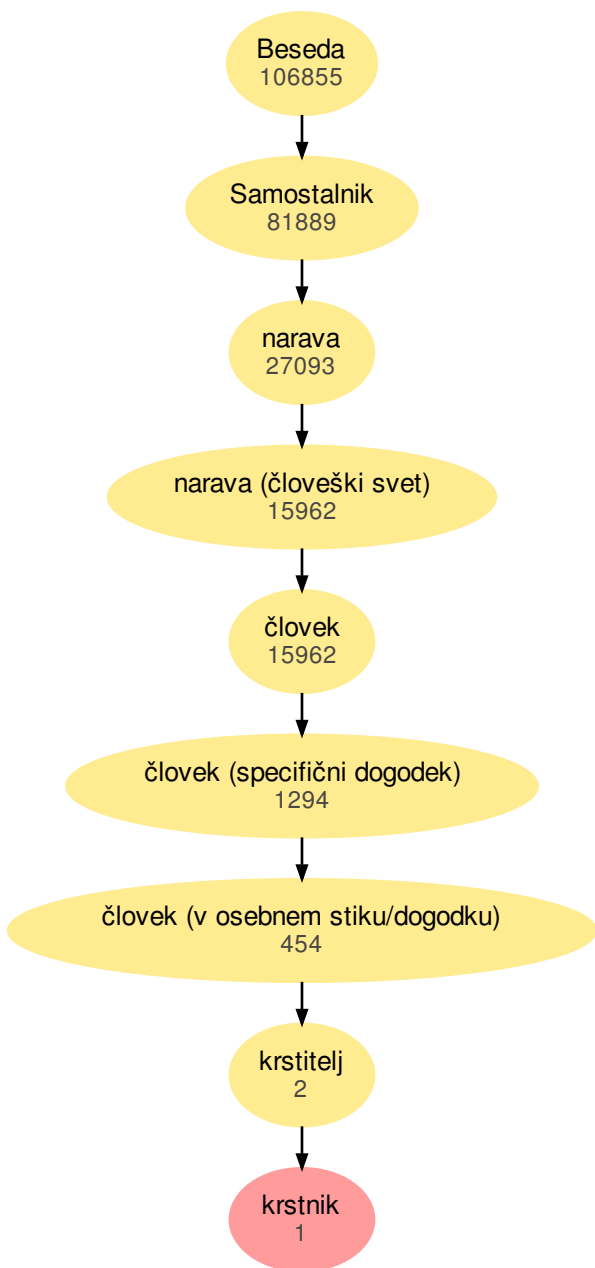 Beseda
106855
Samostalnik
81889
narava
27093
narava (človeški svet)
15962
človek
15962
človek (specifični dogodek)
1294
človek (v osebnem stiku/dogodku)
454
krstitelj
2
krstnik
1